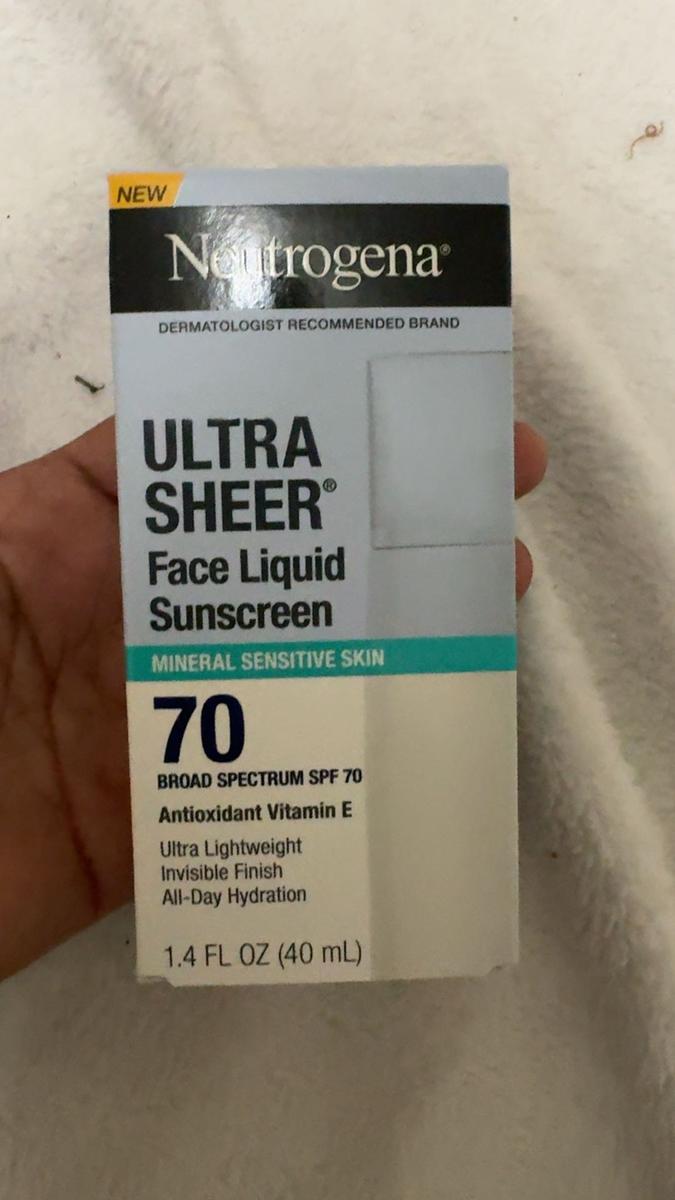 NEW
Neutrogena®
DERMATOLOGIST RECOMMENDED BRAND
ULTRA
SHEER®
Face Liquid
Sunscreen
MINERAL SENSITIVE SKIN
70
BROAD SPECTRUM SPF 70
Antioxidant Vitamin E
Ultra Lightweight
Invisible Finish
All-Day Hydration
1.4 FL OZ (40 mL)